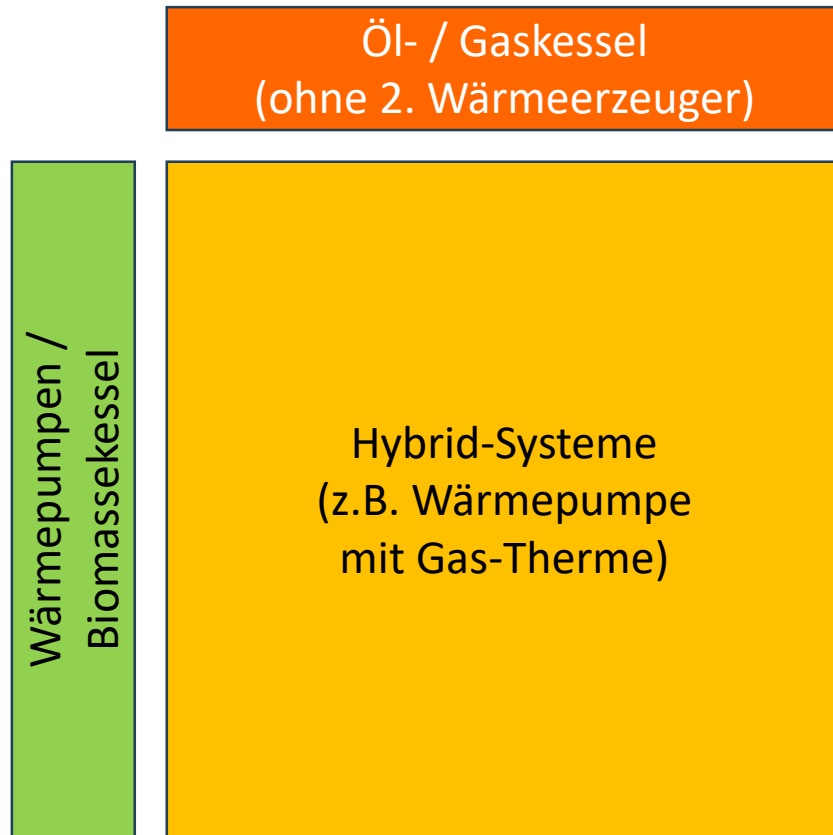 Öl- / Gaskessel
(ohne 2. Wärmeerzeuger)
Wärmepumpen /
Biomassekessel
Hybrid-Systeme
(z.B. Wärmepumpe
mit Gas-Therme)